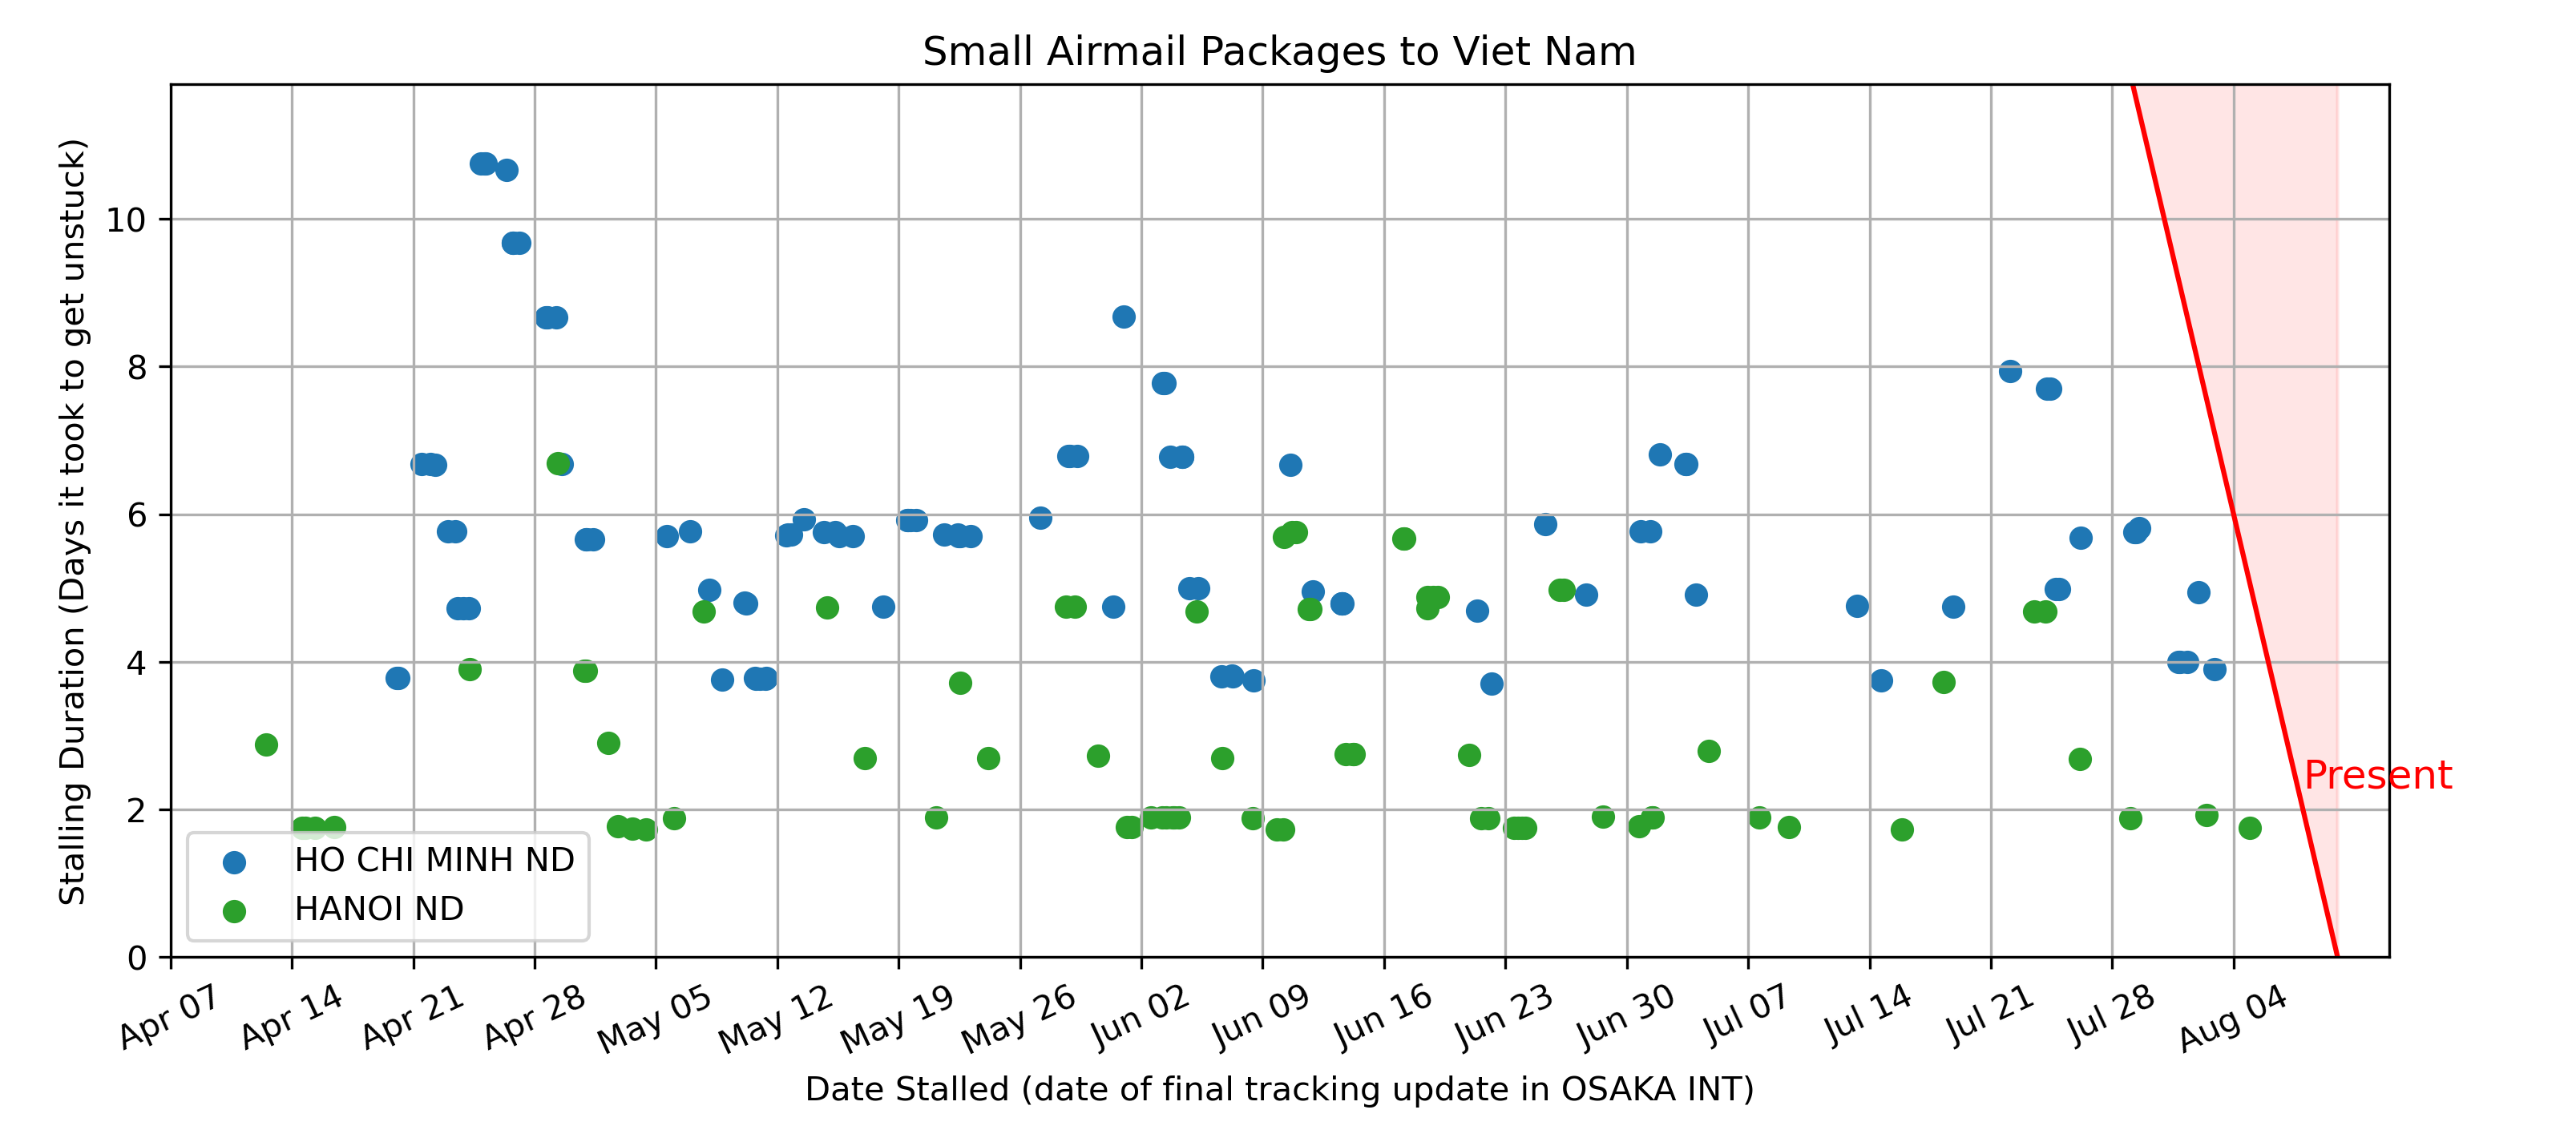 Small Airmail Packages to Viet Nam
Stalling Duration (Days it took to get unstuck)
10
8
6
4
2
0
Present
HO CHI MINH ND
HANOI ND
Apr 07
Apr 14
Apr 21
Apr 28
May 05
May 12
May 19
May 26
Jun 02
Jun 09
Jun 16
Jun 23
Jun 30
Jul 07
Jul 14
Jul 21
Jul 28
Aug 04
Date Stalled (date of final tracking update in OSAKA INT)